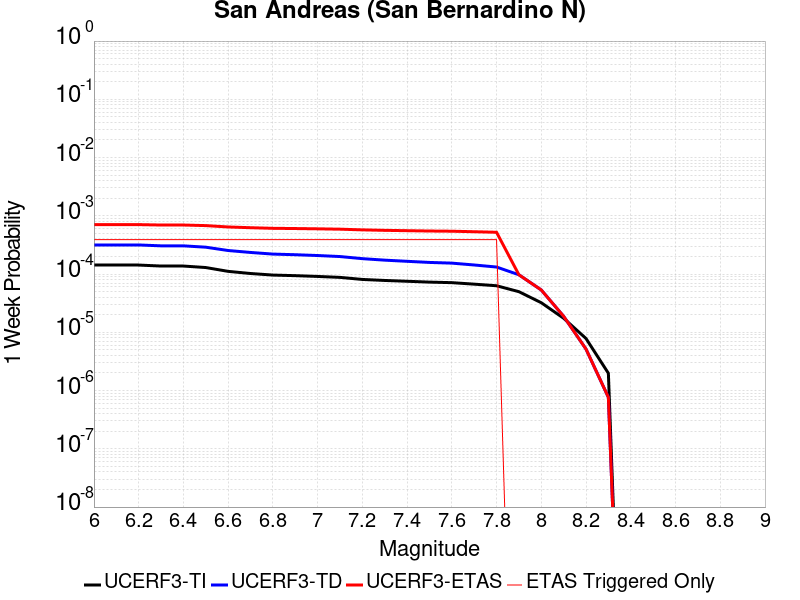 San Andreas (San Bernardino N)
10^0
10^-1
10^-2
10^-3
10^-4
10^-5
10^-6
10^-7
10^-8
1 Week Probability
6 6.2 6.4 6.6 6.8 7 7.2 7.4 7.6 7.8 8 8.2 8.4 8.6 8.8 9
Magnitude
UCERF3-TI UCERF3-TD UCERF3-ETAS ETAS Triggered Only